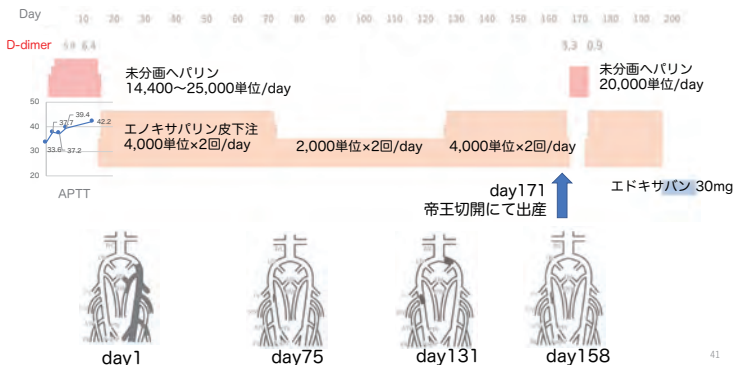 Day 10 20 30 40 50 60 70 80 90 100 110 120 130 140 150 160 170 180 190 200
D-dimer 5.9 6.4 5.3 0.9
未分画ヘパリン
14,400〜25,000単位/day
未分画ヘパリン
20,000単位/day
50
40
30
20
39.4
37.7
42.2
33.6
37.2
APTT
エノキサパリン皮下注
4,000単位×2回/day
2,000単位×2回/day
4,000単位×2回/day
day171
帝王切開にて出産
エドキサバン 30mg
day1
day75
day131
day158
41